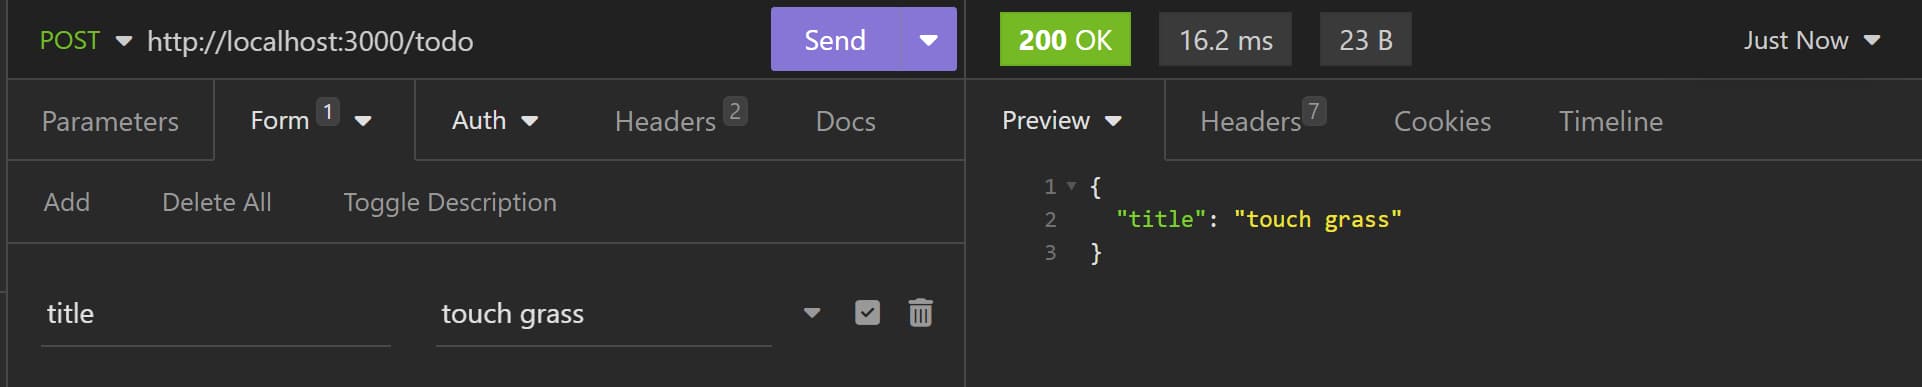 POST http://localhost:3000/todo Send
Parameters Form 1 Auth Headers 2 Docs
Add Delete All Toggle Description
title touch grass
200 OK 16.2 ms 23 B Just Now
Preview Headers 7 Cookies Timeline
1 {
2 "title": "touch grass"
3 }